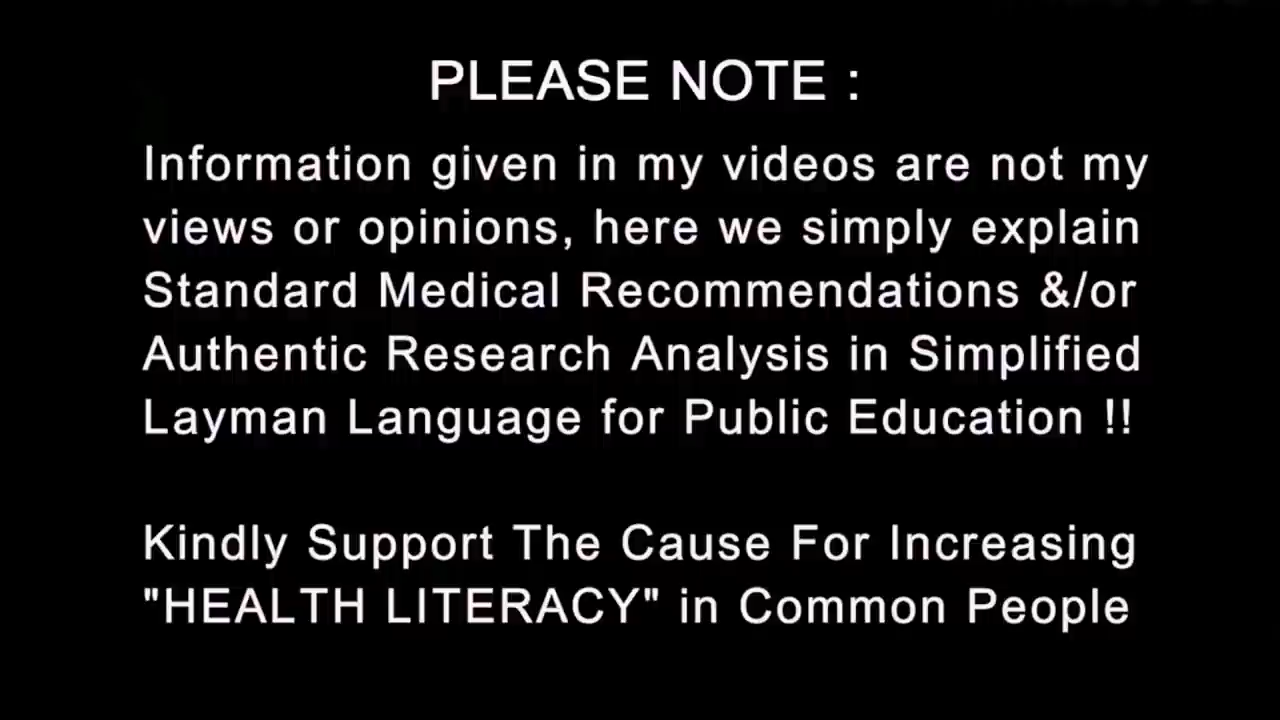 PLEASE NOTE :
Information given in my videos are not my
views or opinions, here we simply explain
Standard Medical Recommendations &/or
Authentic Research Analysis in Simplified
Layman Language for Public Education !!
Kindly Support The Cause For Increasing
"HEALTH LITERACY" in Common People